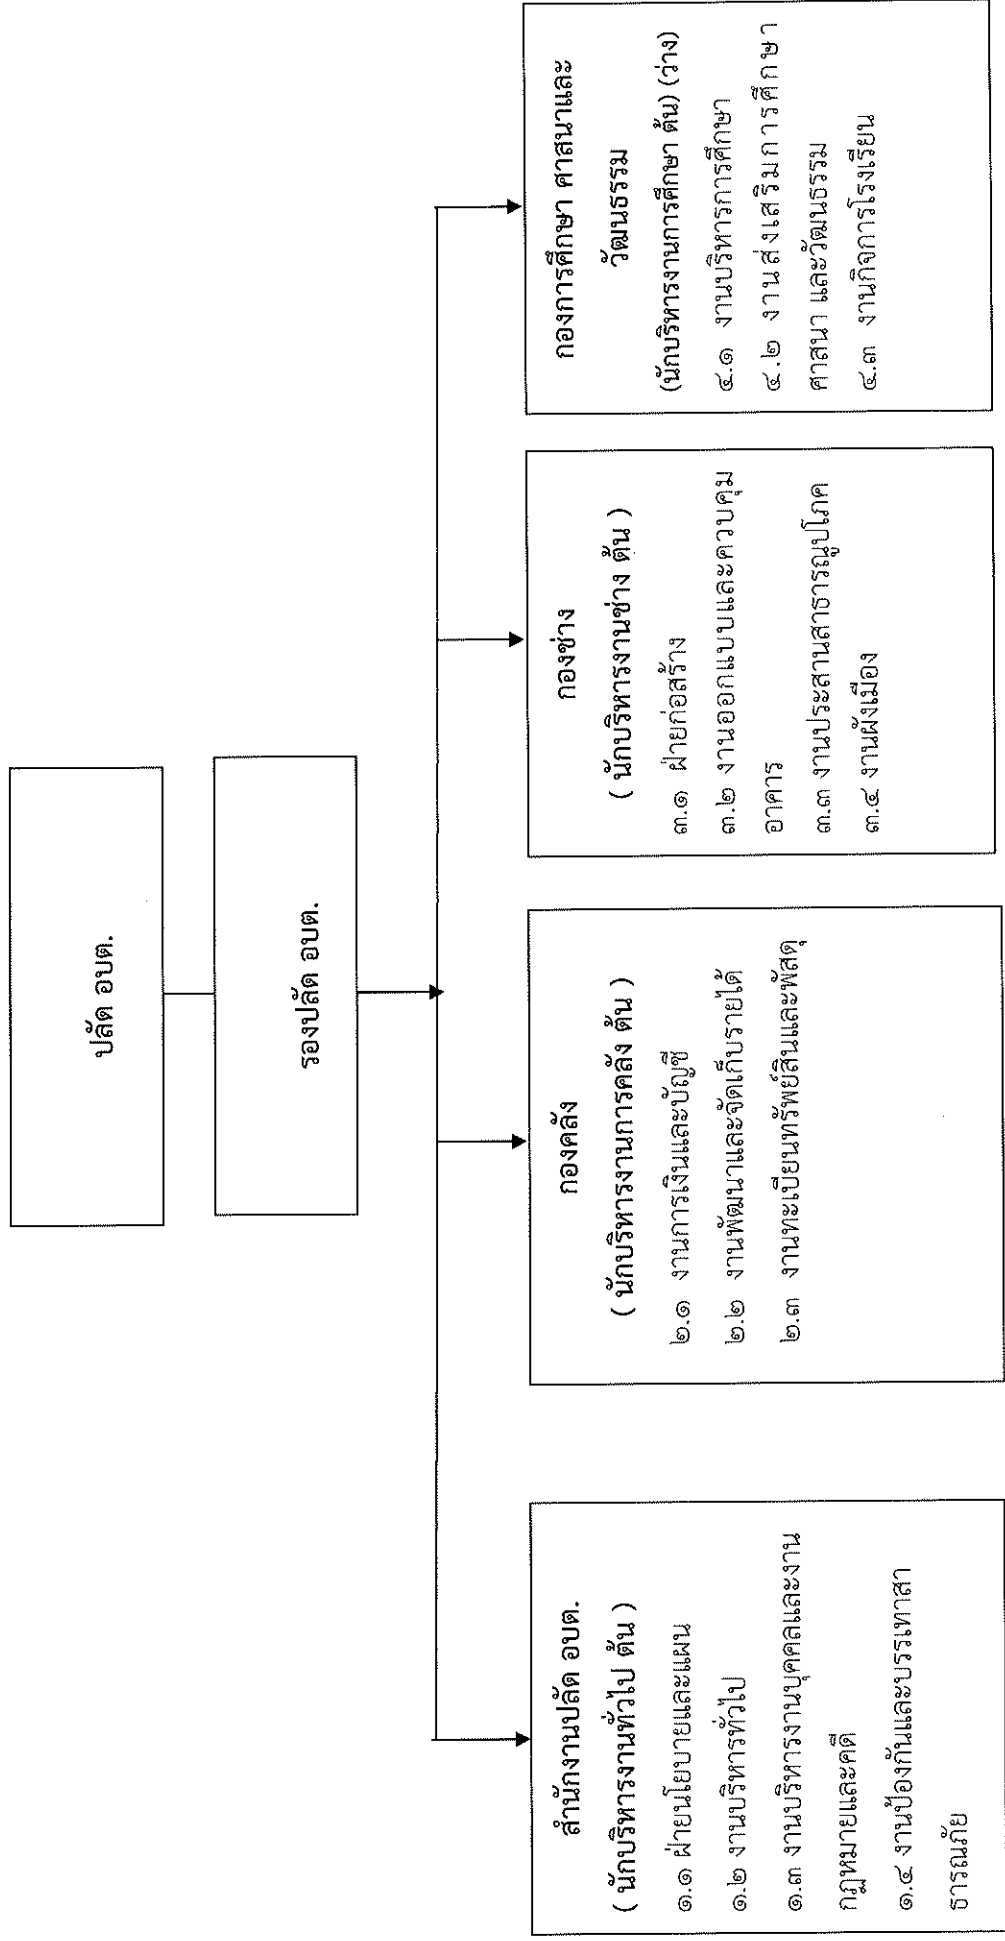 ปลัด อบต.
รองปลัด อบต.
สำนักงานปลัด อบต.
( นักบริหารงานทั่วไป ต้น )
๑.๑ ฝ่ายนโยบายและแผน
๑.๒ งานบริหารทั่วไป
๑.๓ งานบริหารงานบุคคลและงาน
กฎหมายและคดี
๑.๔ งานป้องกันและบรรเทาสา
ธารณภัย
กองคลัง
( นักบริหารงานการคลัง ต้น )
๒.๑ งานการเงินและบัญชี
๒.๒ งานพัฒนาและจัดเก็บรายได้
๒.๓ งานทะเบียนทรัพย์สินและพัสดุ
กองช่าง
( นักบริหารงานช่าง ต้น )
๓.๑ ฝ่ายก่อสร้าง
๓.๒ งานออกแบบและควบคุม
อาคาร
๓.๓ งานประสานสาธารณูปโภค
๓.๔ งานผังเมือง
กองการศึกษา ศาสนาและ
วัฒนธรรม
(นักบริหารงานการศึกษา ต้น) (ว่าง)
๔.๑ งานบริหารการศึกษา
๔.๒ งานส่งเสริมการศึกษา
ศาสนา และวัฒนธรรม
๔.๓ งานกิจการโรงเรียน